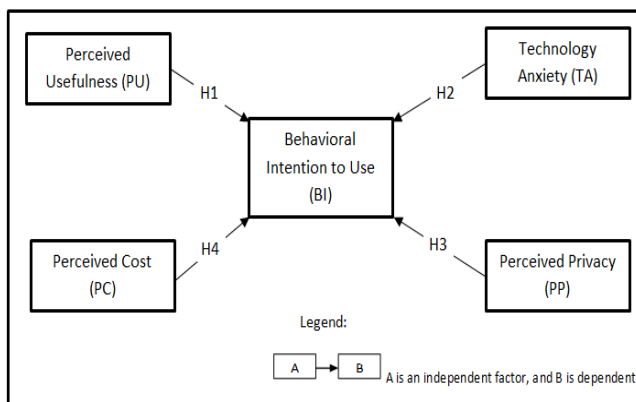 Perceived
Usefulness (PU)
Technology
Anxiety (TA)
H1
H2
Behavioral
Intention to Use
(BI)
H4
H3
Perceived Cost
(PC)
Perceived Privacy
(PP)
Legend:
A
B
A is an independent factor, and B is dependent